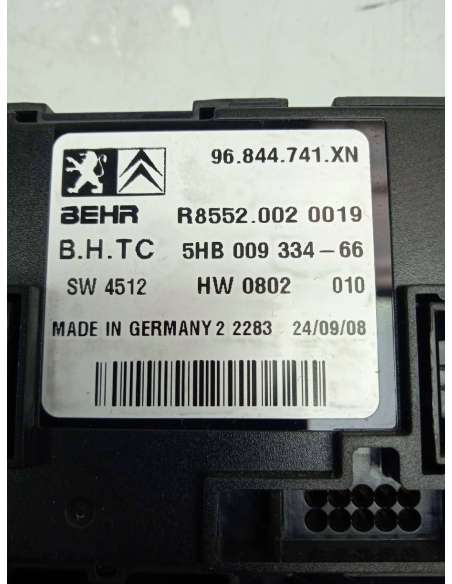 96.844.741.XN
BEHR R8552.002 0019
B.H.TC 5HB 009 334-66
SW 4512 HW 0802 010
MADE IN GERMANY 2 2283 24/09/08